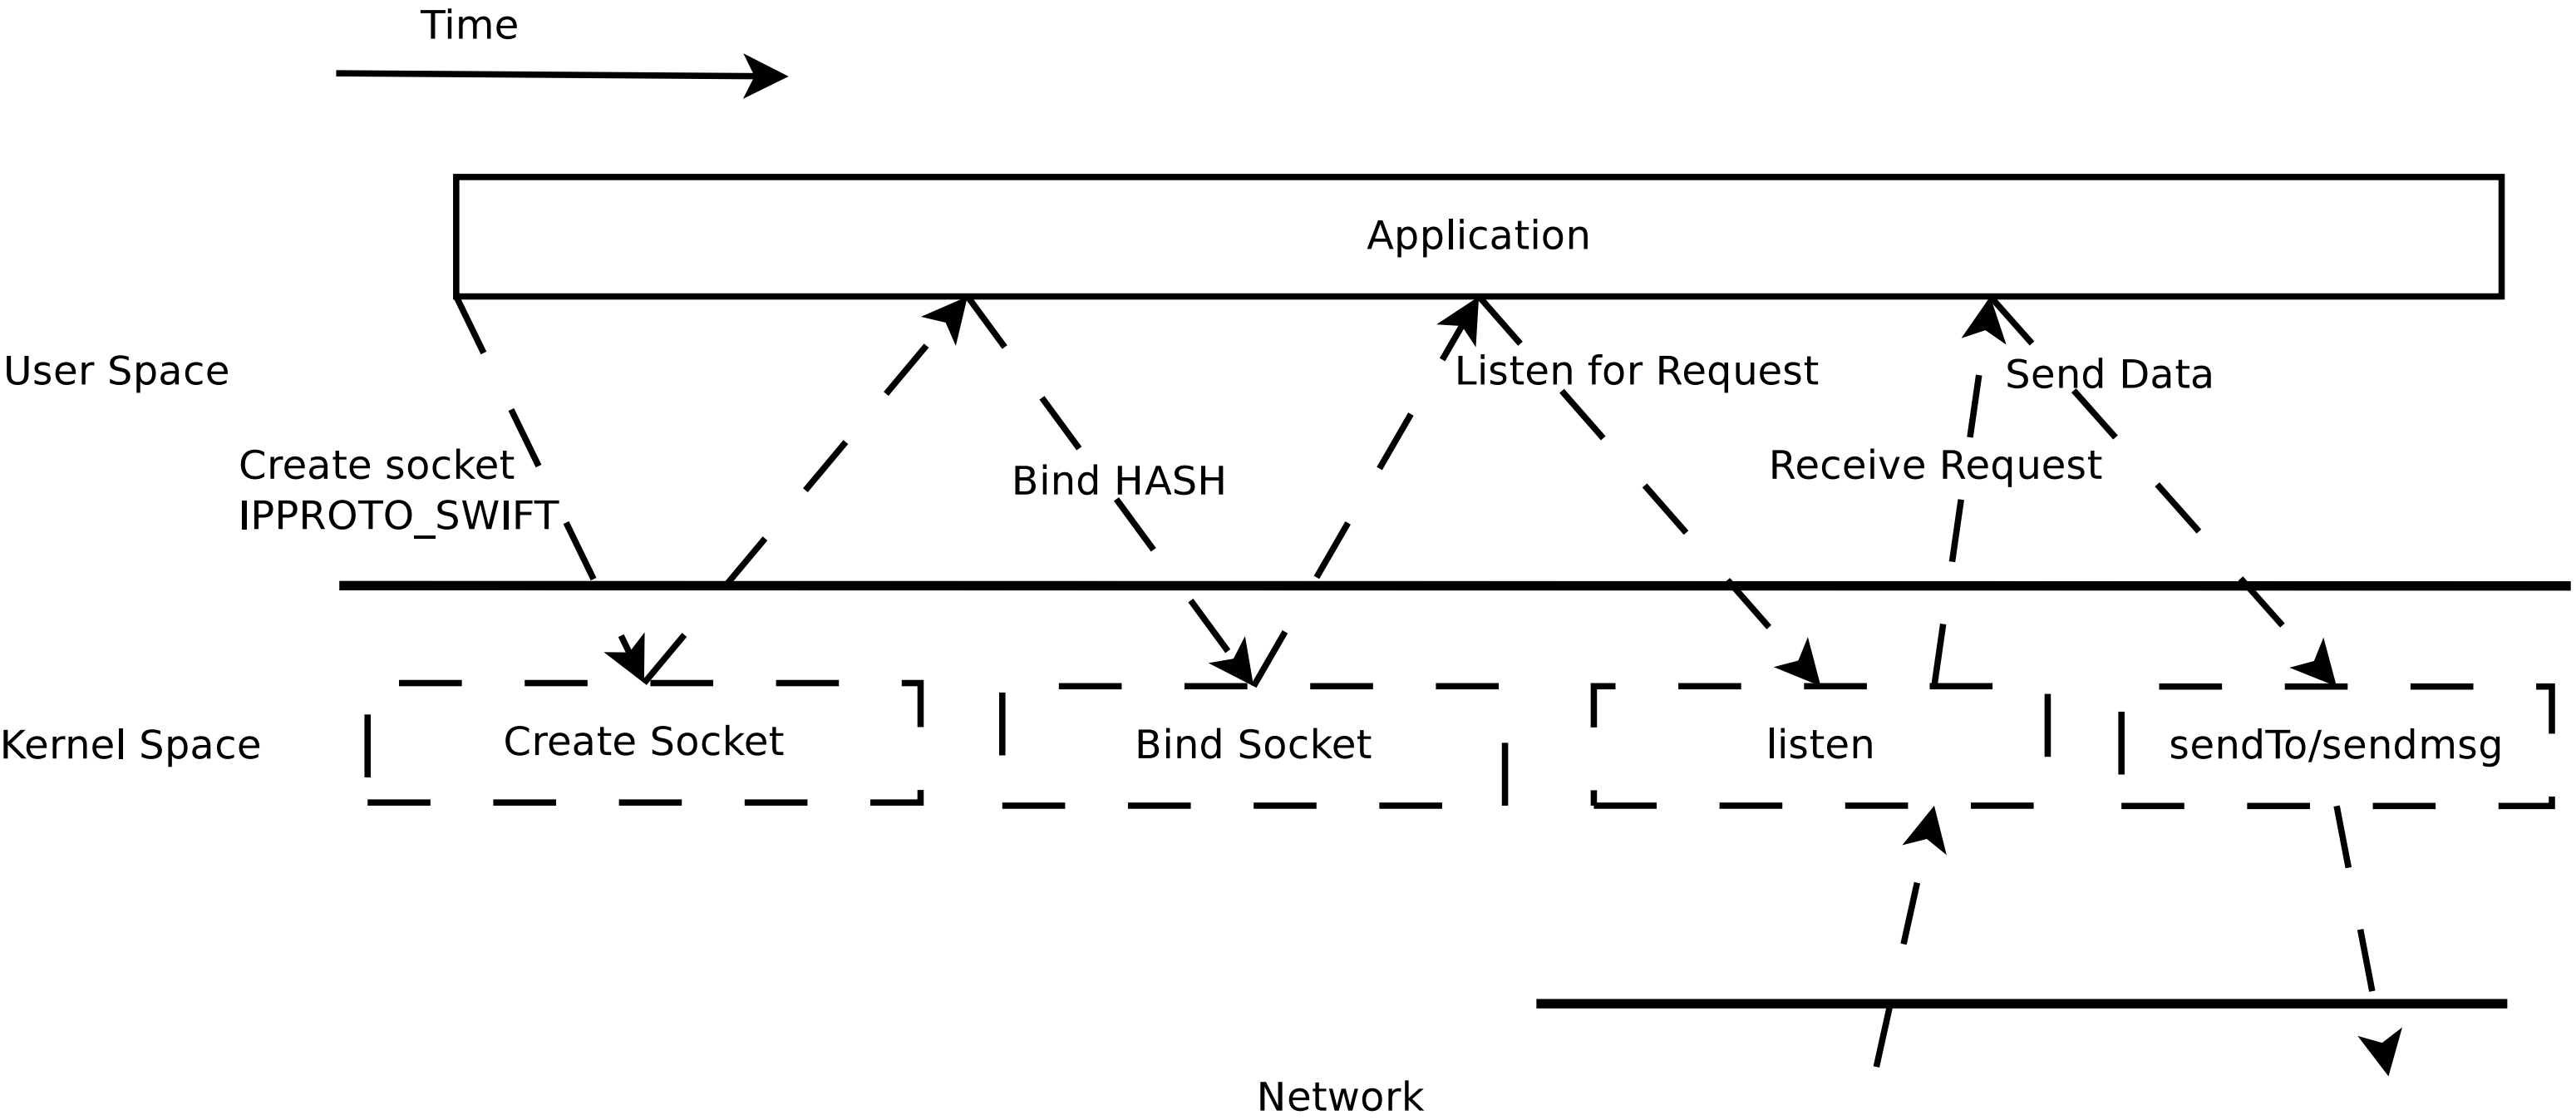 Time
Application
User Space
Listen for Request
Send Data
Create socket
IPPROTO_SWIFT
Bind HASH
Receive Request
Kernel Space
Create Socket
Bind Socket
listen
sendTo/sendmsg
Network